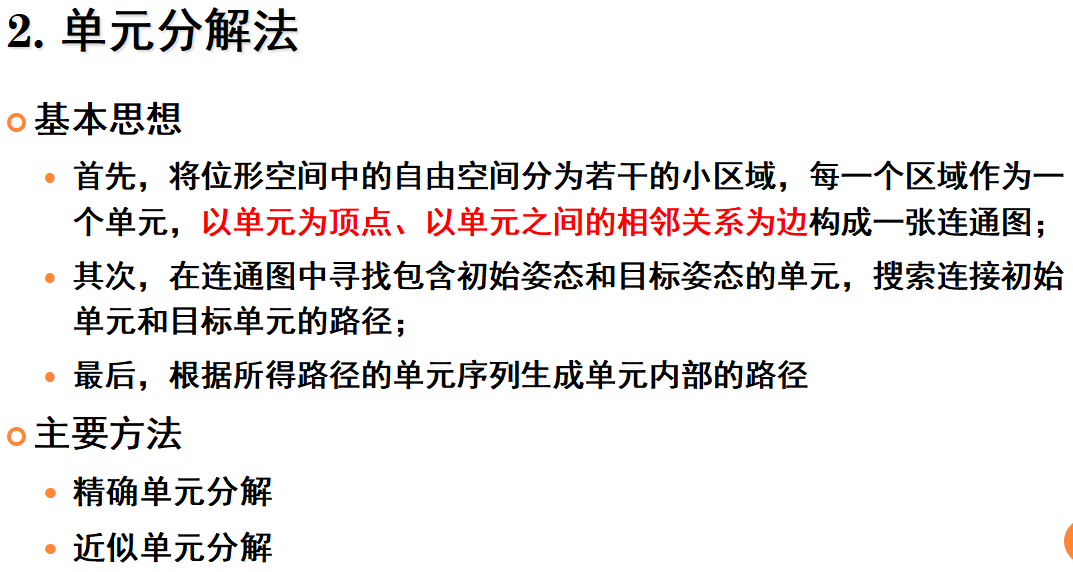 2. 单元分解法
基本思想
首先，将位形空间中的自由空间分为若干的小区域，每一个区域作为一
个单元，以单元为顶点、以单元之间的相邻关系为边构成一张连通图；
其次，在连通图中寻找包含初始姿态和目标姿态的单元，搜索连接初始
单元和目标单元的路径；
最后，根据所得路径的单元序列生成单元内部的路径
主要方法
精确单元分解
近似单元分解